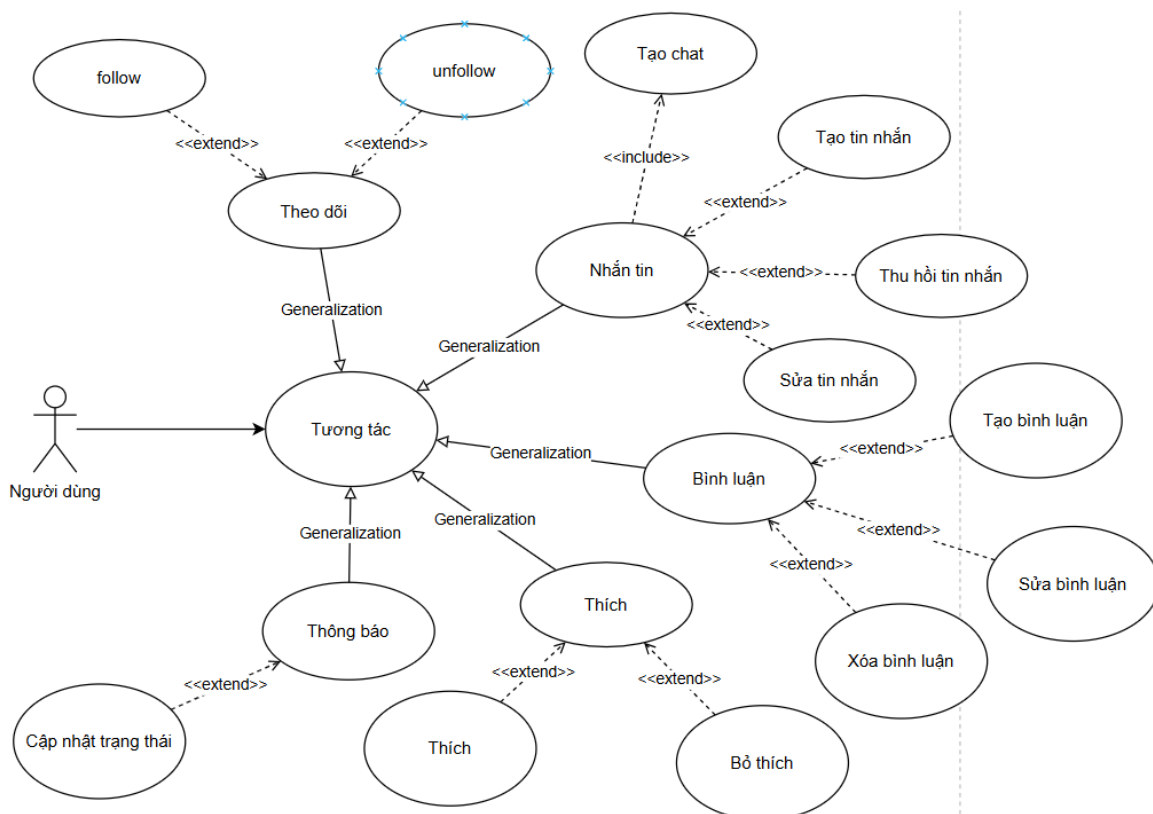 Tạo chat
follow
unfollow
<<extend>>
<<extend>>
<<include>>
Tạo tin nhắn
<<extend>>
Theo dõi
Nhắn tin
<<extend>>
Thu hồi tin nhắn
Generalization
<<extend>>
Generalization
Sửa tin nhắn
Tương tác
Người dùng
Generalization
Bình luận
<<extend>>
Tạo bình luận
Generalization
Generalization
<<extend>>
<<extend>>
Sửa bình luận
Thông báo
Thích
Xóa bình luận
<<extend>>
<<extend>>
<<extend>>
Cập nhật trạng thái
Thích
Bỏ thích